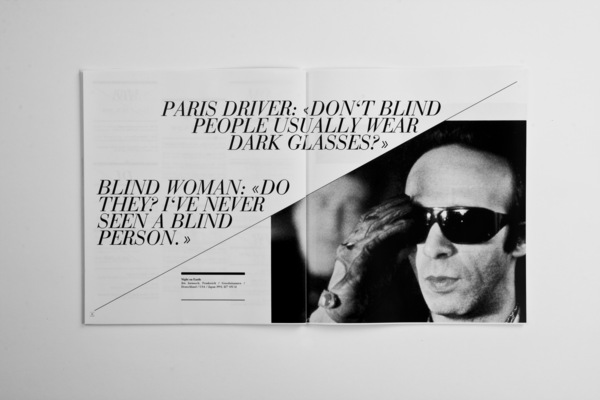 PARIS DRIVER: «DON‘T BLIND
PEOPLE USUALLY WEAR
DARK GLASSES?»
BLIND WOMAN: «DO
THEY? I‘VE NEVER
SEEN A BLIND
PERSON.»
Night on Earth